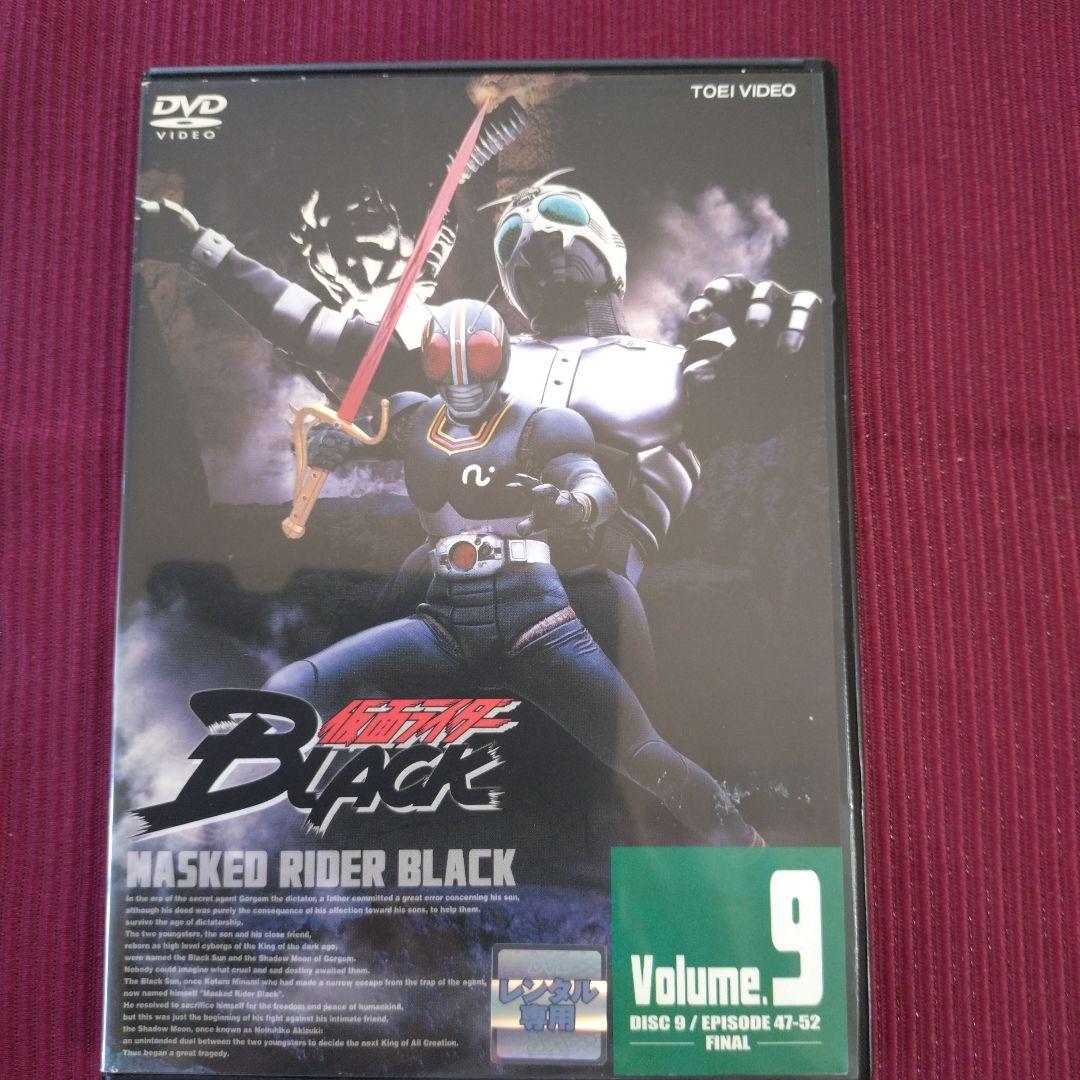 DVD
VIDEO
TOEI VIDEO
仮面ライダー
BLACK
MASKED RIDER BLACK
In the era of the secret agent Gorgom the dictator, a father committed a great error concerning his son,
although his deed was purely the consequence of his affection toward his sons, to help them.
survive the age of dictatorship.
The two youngsters, the son and his close friend,
reborn as high level cyborgs of the King of the dark age,
were named the Black Sun and the Shadow Moon of Gorgom.
Nobody could imagine what cruel and sad destiny awaited them.
The Black Sun, once Kotaro Minami who had made a narrow escape from the trap of the agent,
now named himself "Masked Rider Black".
He resolved to sacrifice himself for the freedom and peace of humankind,
but this was just the beginning of his fight against his intimate friend,
the Shadow Moon, once known as Nobuhiko Akizuki:
an unintended duel between the two youngsters to decide the next King of All Creation.
Thus began a great tragedy.
レンタル
専用
Volume.9
DISC 9 / EPISODE 47-52
FINAL